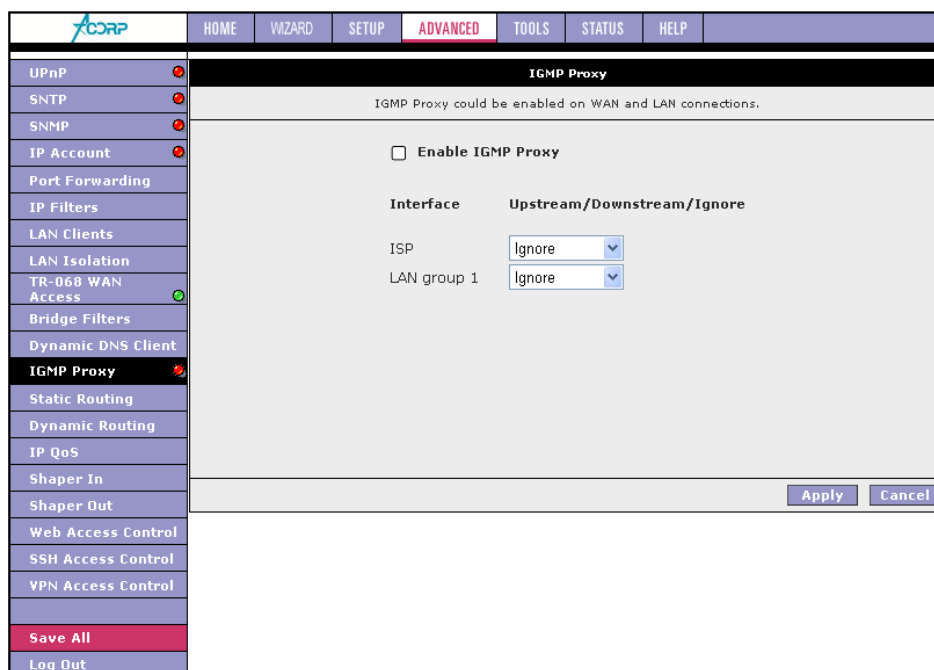 ACORP
HOME WIZARD SETUP ADVANCED TOOLS STATUS HELP
UPnP
SNTP
SNMP
IP Account
Port Forwarding
IP Filters
LAN Clients
LAN Isolation
TR-068 WAN
Access
Bridge Filters
Dynamic DNS Client
IGMP Proxy
Static Routing
Dynamic Routing
IP QoS
Shaper In
Shaper Out
Web Access Control
SSH Access Control
VPN Access Control
Save All
Log Out
IGMP Proxy
IGMP Proxy could be enabled on WAN and LAN connections.
Enable IGMP Proxy
Interface Upstream/Downstream/Ignore
ISP Ignore
LAN group 1 Ignore
Apply Cancel